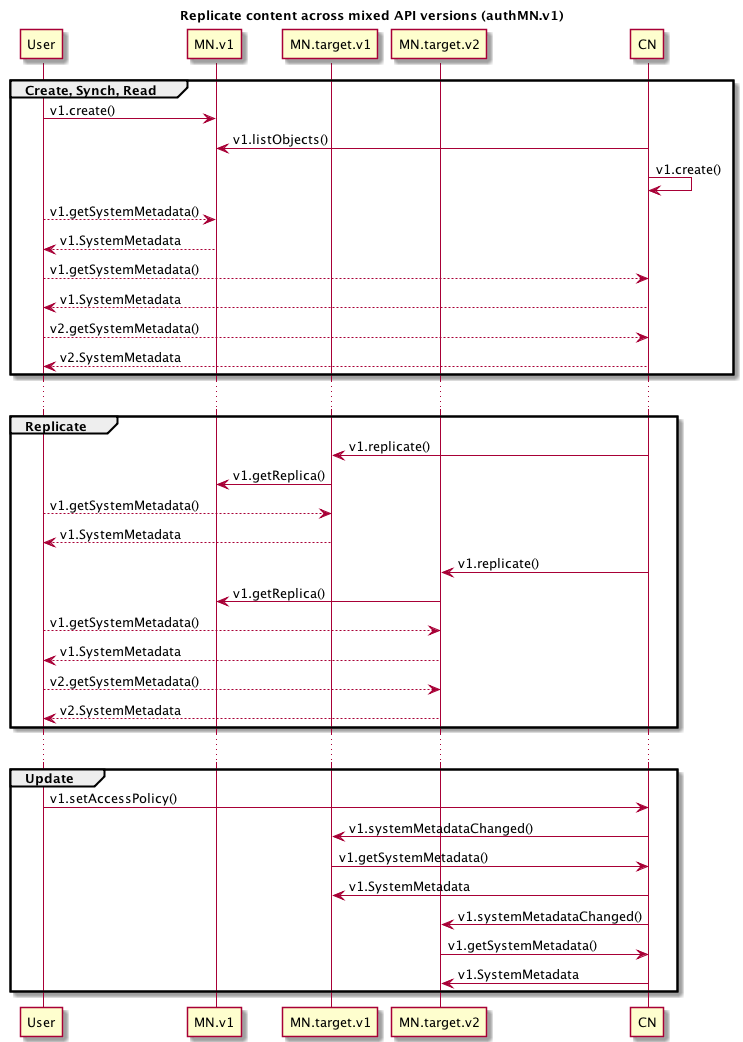 Replicate content across mixed API versions (authMN.v1)
User MN.v1 MN.target.v1 MN.target.v2 CN
Create, Synch, Read
v1.create()
v1.listObjects()
v1.create()
v1.getSystemMetadata()
v1.SystemMetadata
v1.getSystemMetadata()
v1.SystemMetadata
v2.getSystemMetadata()
v2.SystemMetadata
Replicate
v1.replicate()
v1.getReplica()
v1.getSystemMetadata()
v1.SystemMetadata
v1.replicate()
v1.getReplica()
v1.getSystemMetadata()
v1.SystemMetadata
v2.getSystemMetadata()
v2.SystemMetadata
Update
v1.setAccessPolicy()
v1.systemMetadataChanged()
v1.getSystemMetadata()
v1.SystemMetadata
v1.systemMetadataChanged()
v1.getSystemMetadata()
v1.SystemMetadata
User MN.v1 MN.target.v1 MN.target.v2 CN